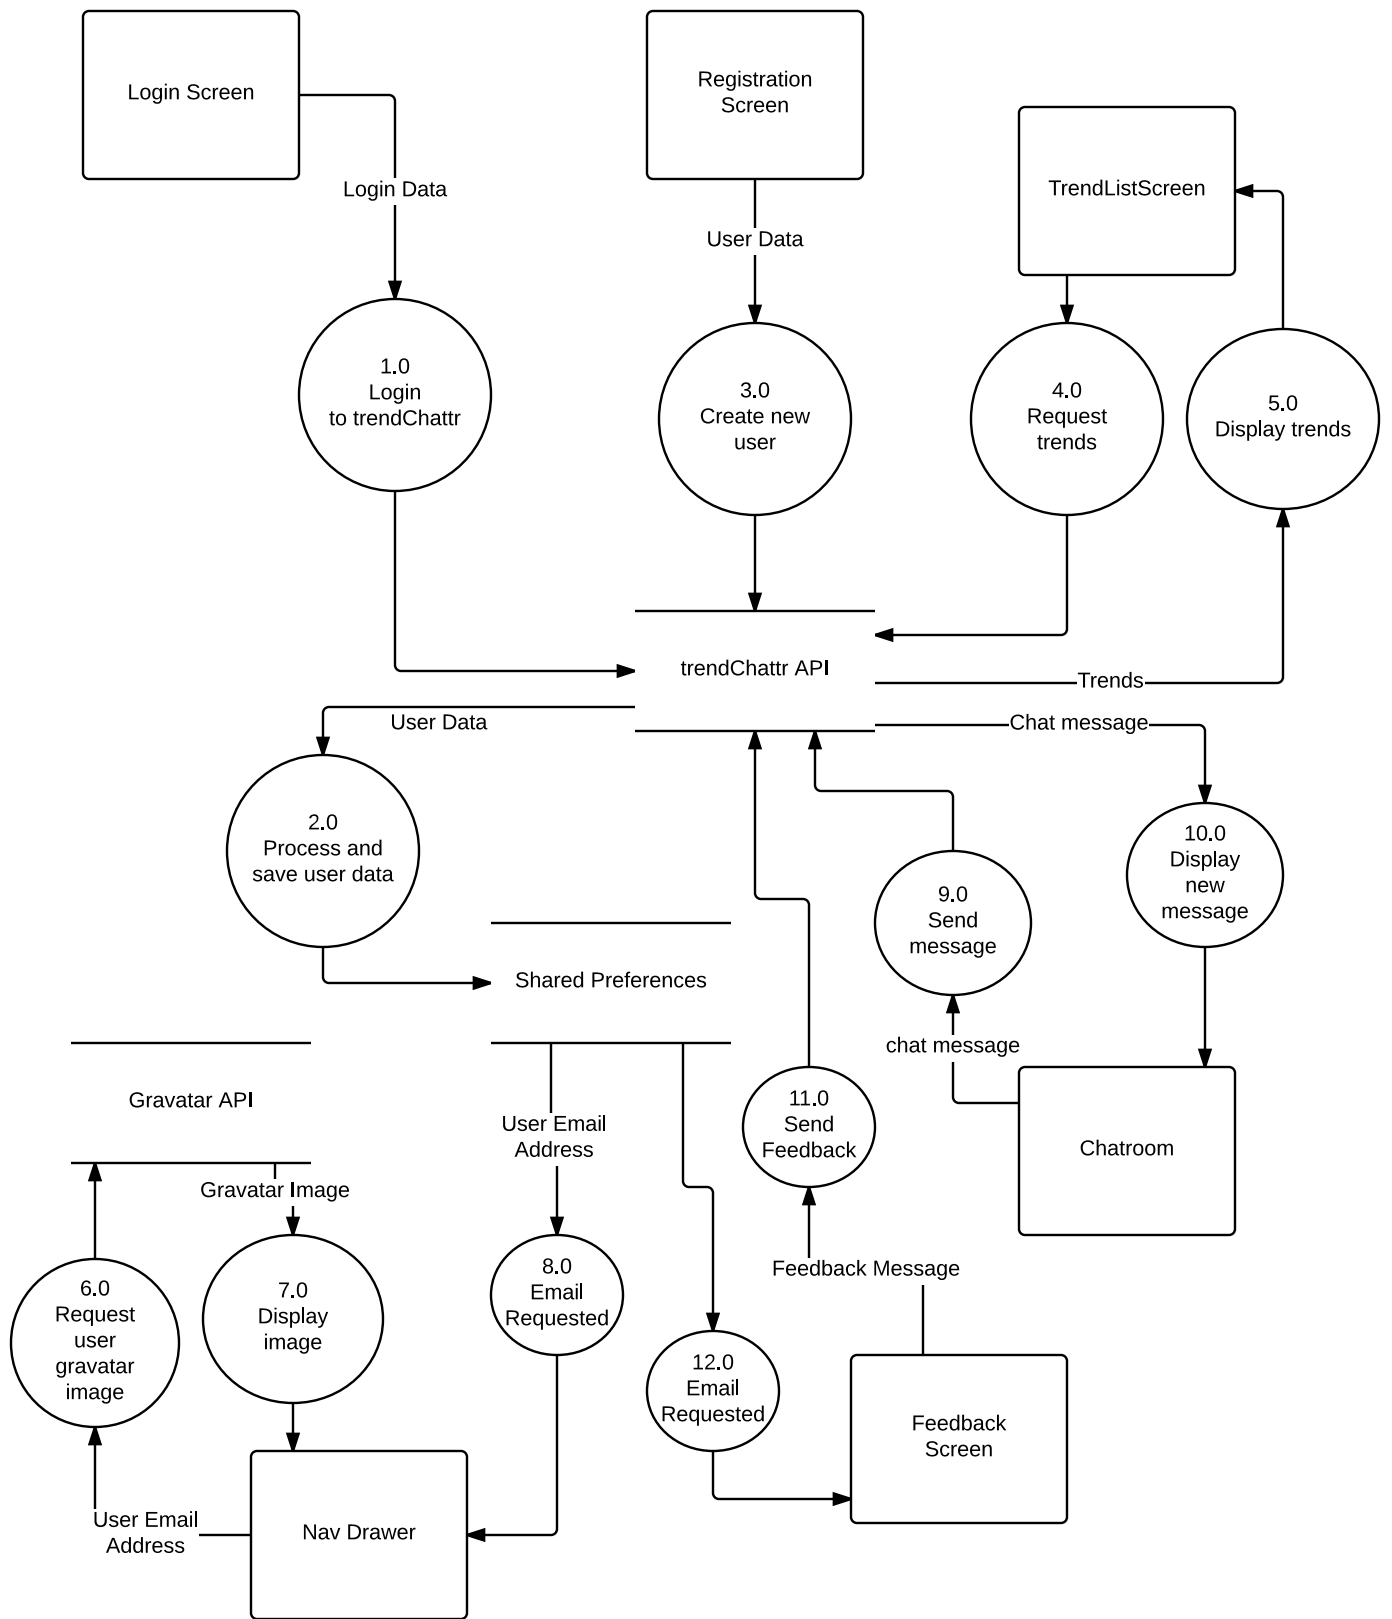 Login Screen
Registration
Screen
TrendListScreen
Login Data
User Data
1.0
Login
to trendChattr
3.0
Create new
user
4.0
Request
trends
5.0
Display trends
trendChattr API
Trends
User Data
Chat message
2.0
Process and
save user data
10.0
Display
new
message
9.0
Send
message
Shared Preferences
chat message
Gravatar API
User Email
Address
11.0
Send
Feedback
Chatroom
Gravatar Image
8.0
Email
Requested
Feedback Message
6.0
Request
user
gravatar
image
7.0
Display
image
12.0
Email
Requested
Feedback
Screen
User Email
Address
Nav Drawer